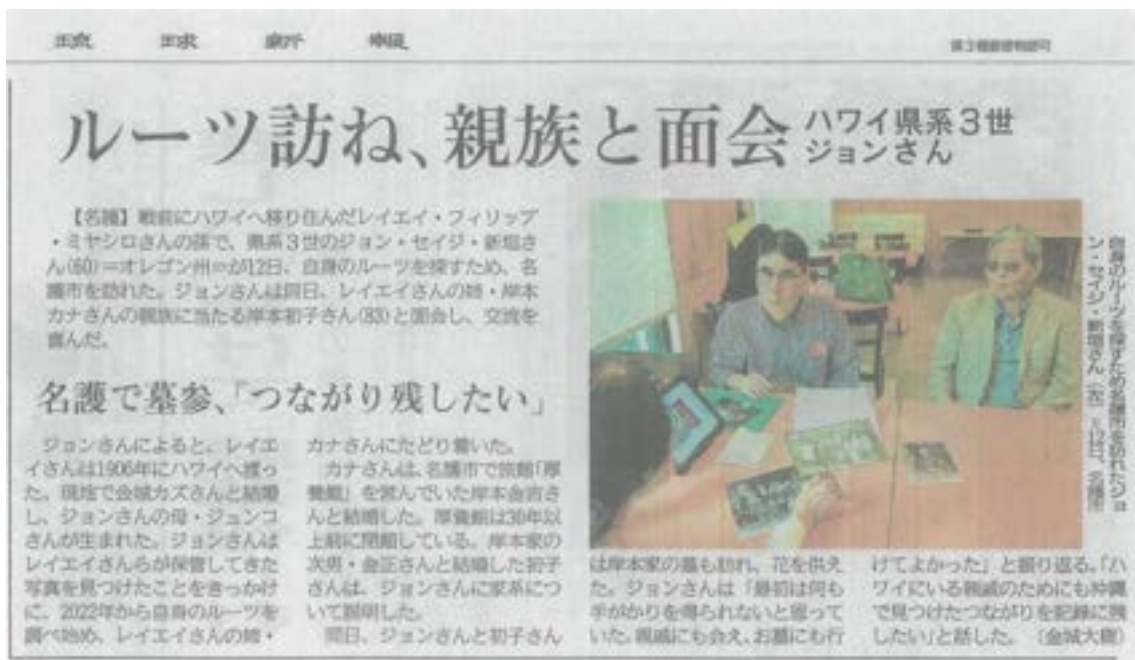 琉 球 新 報
第3種郵便物認可
ルーツ訪ね、親族と面会
ハワイ県系3世
ジョンさん
【名護】戦前にハワイへ移り住んだレイエイ・フィリップ
・ミヤシロさんの孫で、県系3世のジョン・セイジ・新垣さ
ん(60)=オレゴン州=が12日、自身のルーツを探すため、名
護市を訪れた。ジョンさんは同日、レイエイさんの姉・岸本
カナさんの親族に当たる岸本初子さん(83)と面会し、交流を
喜んだ。
名護で墓参、「つながり残したい」
ジョンさんによると、レイエ
イさんは1906年にハワイへ渡っ
た。現地で金城カズさんと結婚
し、ジョンさんの母・ジュンコ
さんが生まれた。ジョンさんは
レイエイさんらが保管してきた
写真を見つけたことをきっかけ
に、2022年から自身のルーツを
調べ始め、レイエイさんの姉・
カナさんにたどり着いた。
カナさんは、名護市で旅館「厚
養館」を営んでいた岸本金吉さ
んと結婚した。厚養館は30年以
上前に閉館している。岸本家の
次男・金正さんと結婚した初子
さんは、ジョンさんに家系につ
いて説明した。
同日、ジョンさんと初子さん
は岸本家の墓も訪れ、花を供え
た。ジョンさんは「最初は何も
手がかりを得られないと思って
いた。親戚にも会え、お墓にも行
けてよかった」と振り返る。「ハ
ワイにいる親戚のためにも沖縄
で見つけたつながりを記録に残
したい」と話した。(金城大樹)
自身のルーツを探すため名護市を訪れたジョ
ン・セイジ・新垣さん(左)=12日、名護市